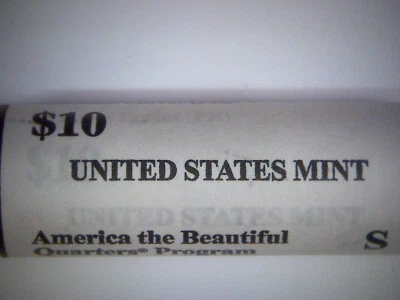 $10
UNITED STATES MINT
America the Beautiful
Quarters® Program
S